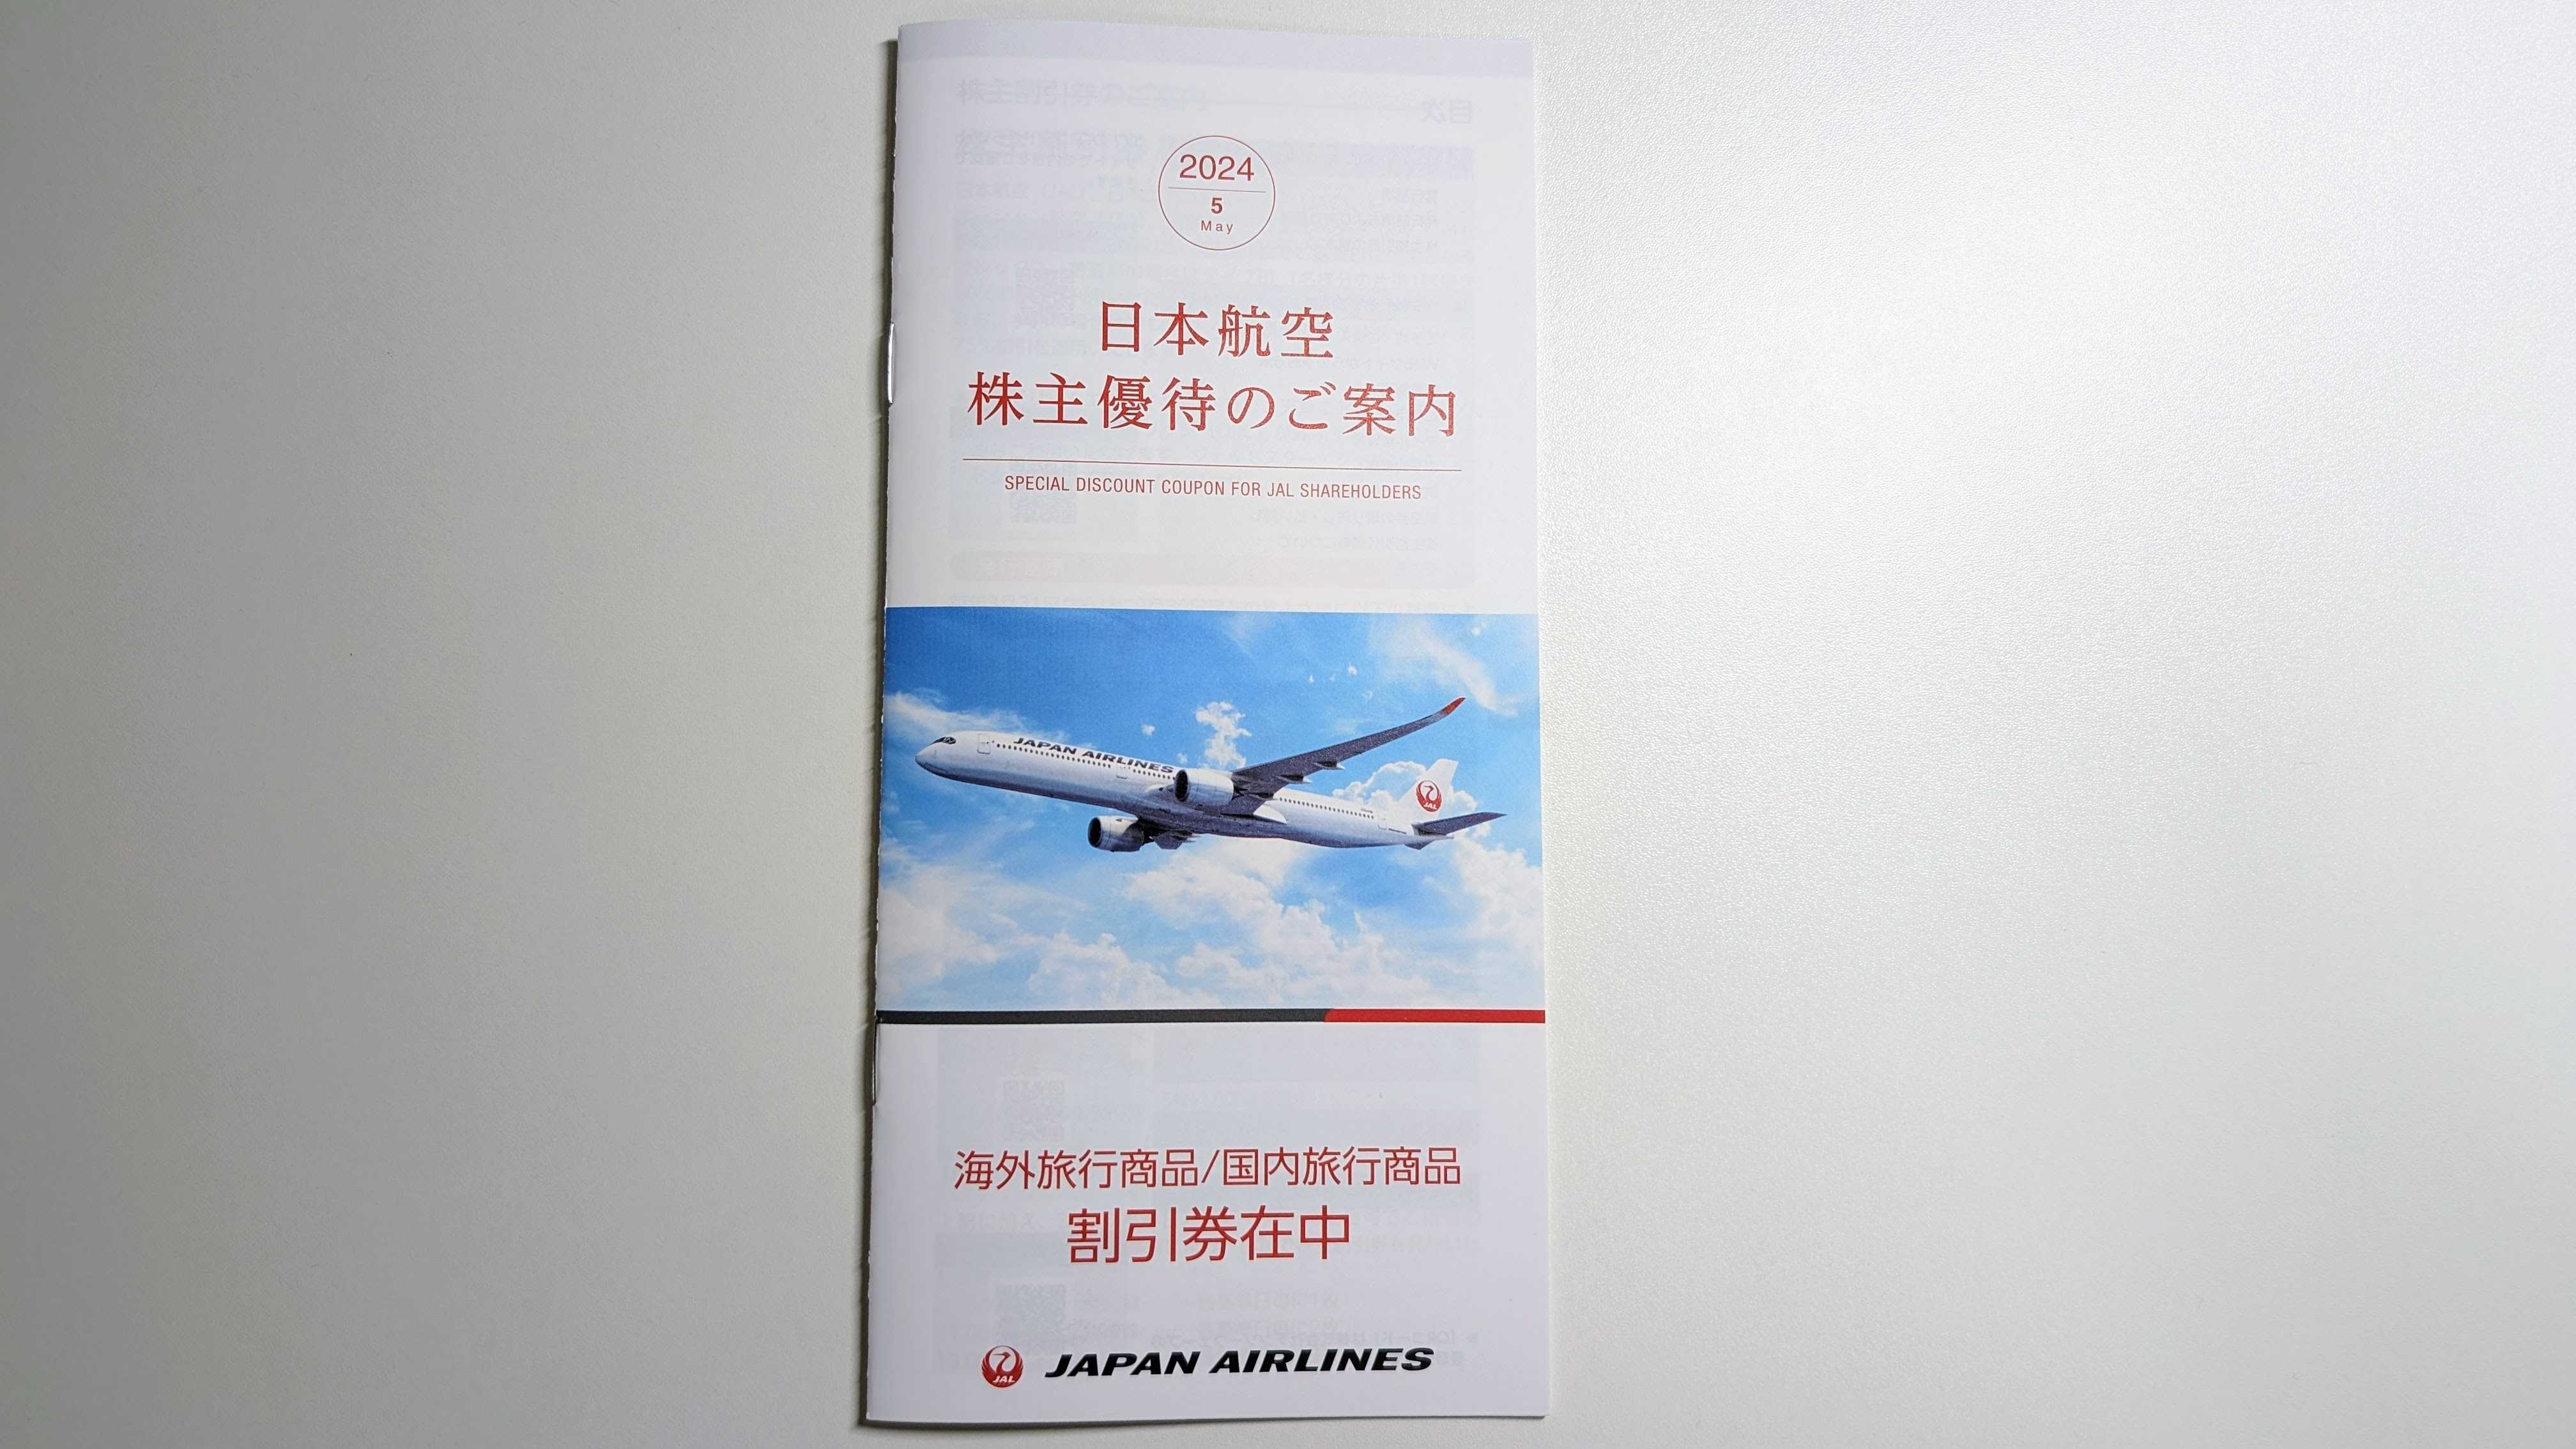 2024
5
May
日本航空
株主優待のご案内
SPECIAL DISCOUNT COUPON FOR JAL SHAREHOLDERS
JAPAN AIRLINES
JAL
海外旅行商品/国内旅行商品
割引券在中
JAL JAPAN AIRLINES